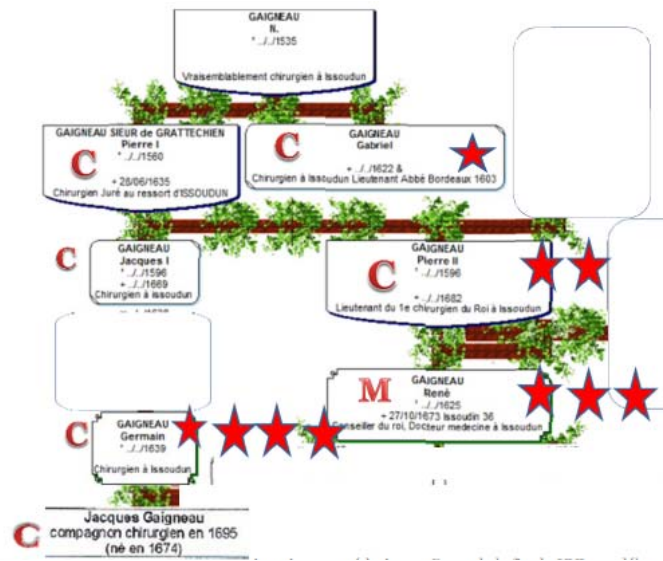 GAIGNEAU
N.
* ../../1535
Vraisemblablement chirurgien à Issoudun
GAIGNEAU SIEUR de GRATTECHIEN
Pierre I
* ../../1560
C
+ 28/06/1635
Chirurgien Juré au ressort d'ISSOUDUN
GAIGNEAU
Gabriel
C
+ ../../1622 &
Chirurgien à Issoudun Lieutenant Abbé Bordeaux 1603
C
GAIGNEAU
Jacques I
* ../../1596
+ ../../1669
Chirurgien à issoudun
GAIGNEAU
Pierre II
* ../../1596
C
+ ../../1682
Lieutenant du 1e chirurgien du Roi à Issoudun
M
GAIGNEAU
René
* ../../1625
+ 27/10/1673 Issoudin 36
Conseiller du roi, Docteur medecine à Issoudun
C
GAIGNEAU
Germain
* ../../1639
Chirurgien à Issoudun
C
Jacques Gaigneau
compagnon chirurgien en 1695
(né en 1674)